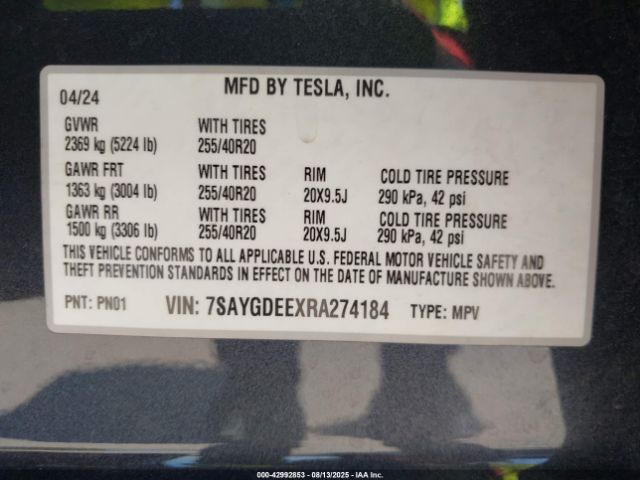 04/24 MFD BY TESLA, INC.
GVWR WITH TIRES
2369 kg (5224 lb) 255/40R20
GAWR FRT WITH TIRES RIM COLD TIRE PRESSURE
1363 kg (3004 lb) 255/40R20 20X9.5J 290 kPa, 42 psi
GAWR RR WITH TIRES RIM COLD TIRE PRESSURE
1500 kg (3306 lb) 255/40R20 20X9.5J 290 kPa, 42 psi
THIS VEHICLE CONFORMS TO ALL APPLICABLE U.S. FEDERAL MOTOR VEHICLE SAFETY AND
THEFT PREVENTION STANDARDS IN EFFECT ON THE DATE OF MANUFACTURE SHOWN ABOVE.
PNT: PN01 VIN: 7SAYGDEEXRA274184 TYPE: MPV
000-42992853 - 08/13/2025 - IAA Inc.